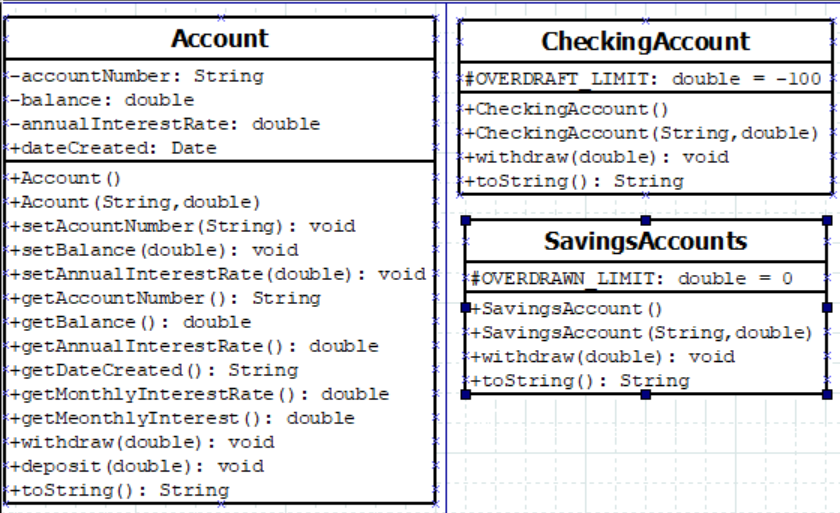 Account
-accountNumber: String
-balance: double
-annualInterestRate: double
+dateCreated: Date
+Account()
+Acount(String,double)
+setAcountNumber(String): void
+setBalance(double): void
+setAnnualInterestRate(double): void
+getAccountNumber(): String
+getBalance(): double
+getAnnualInterestRate(): double
+getDateCreated(): String
+getMonthlyInterestRate(): double
+getMeonthlyInterest(): double
+withdraw(double): void
+deposit(double): void
+toString(): String
CheckingAccount
#OVERDRAFT_LIMIT: double = -100
+CheckingAccount()
+CheckingAccount(String,double)
+withdraw(double): void
+toString(): String
SavingsAccounts
#OVERDRAWN_LIMIT: double = 0
+SavingsAccount()
+SavingsAccount(String,double)
+withdraw(double): void
+toString(): String